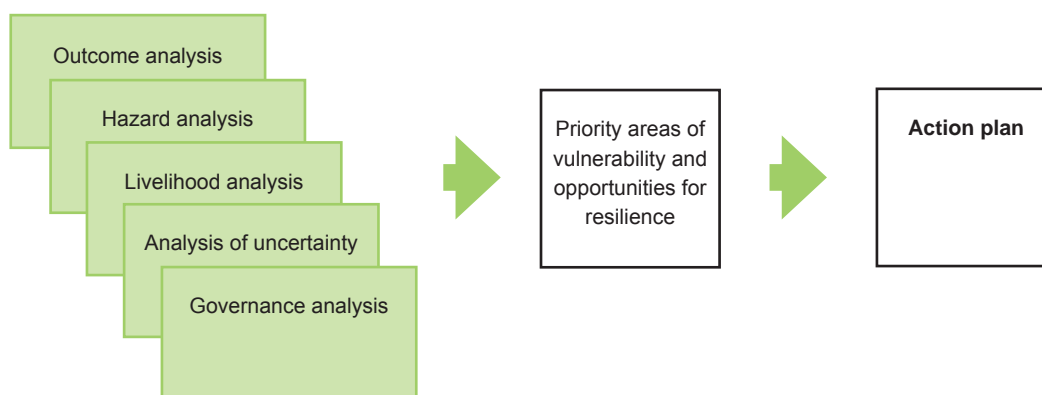 Outcome analysis
Hazard analysis
Livelihood analysis
Analysis of uncertainty
Governance analysis
Priority areas of
vulnerability and
opportunities for
resilience
Action plan